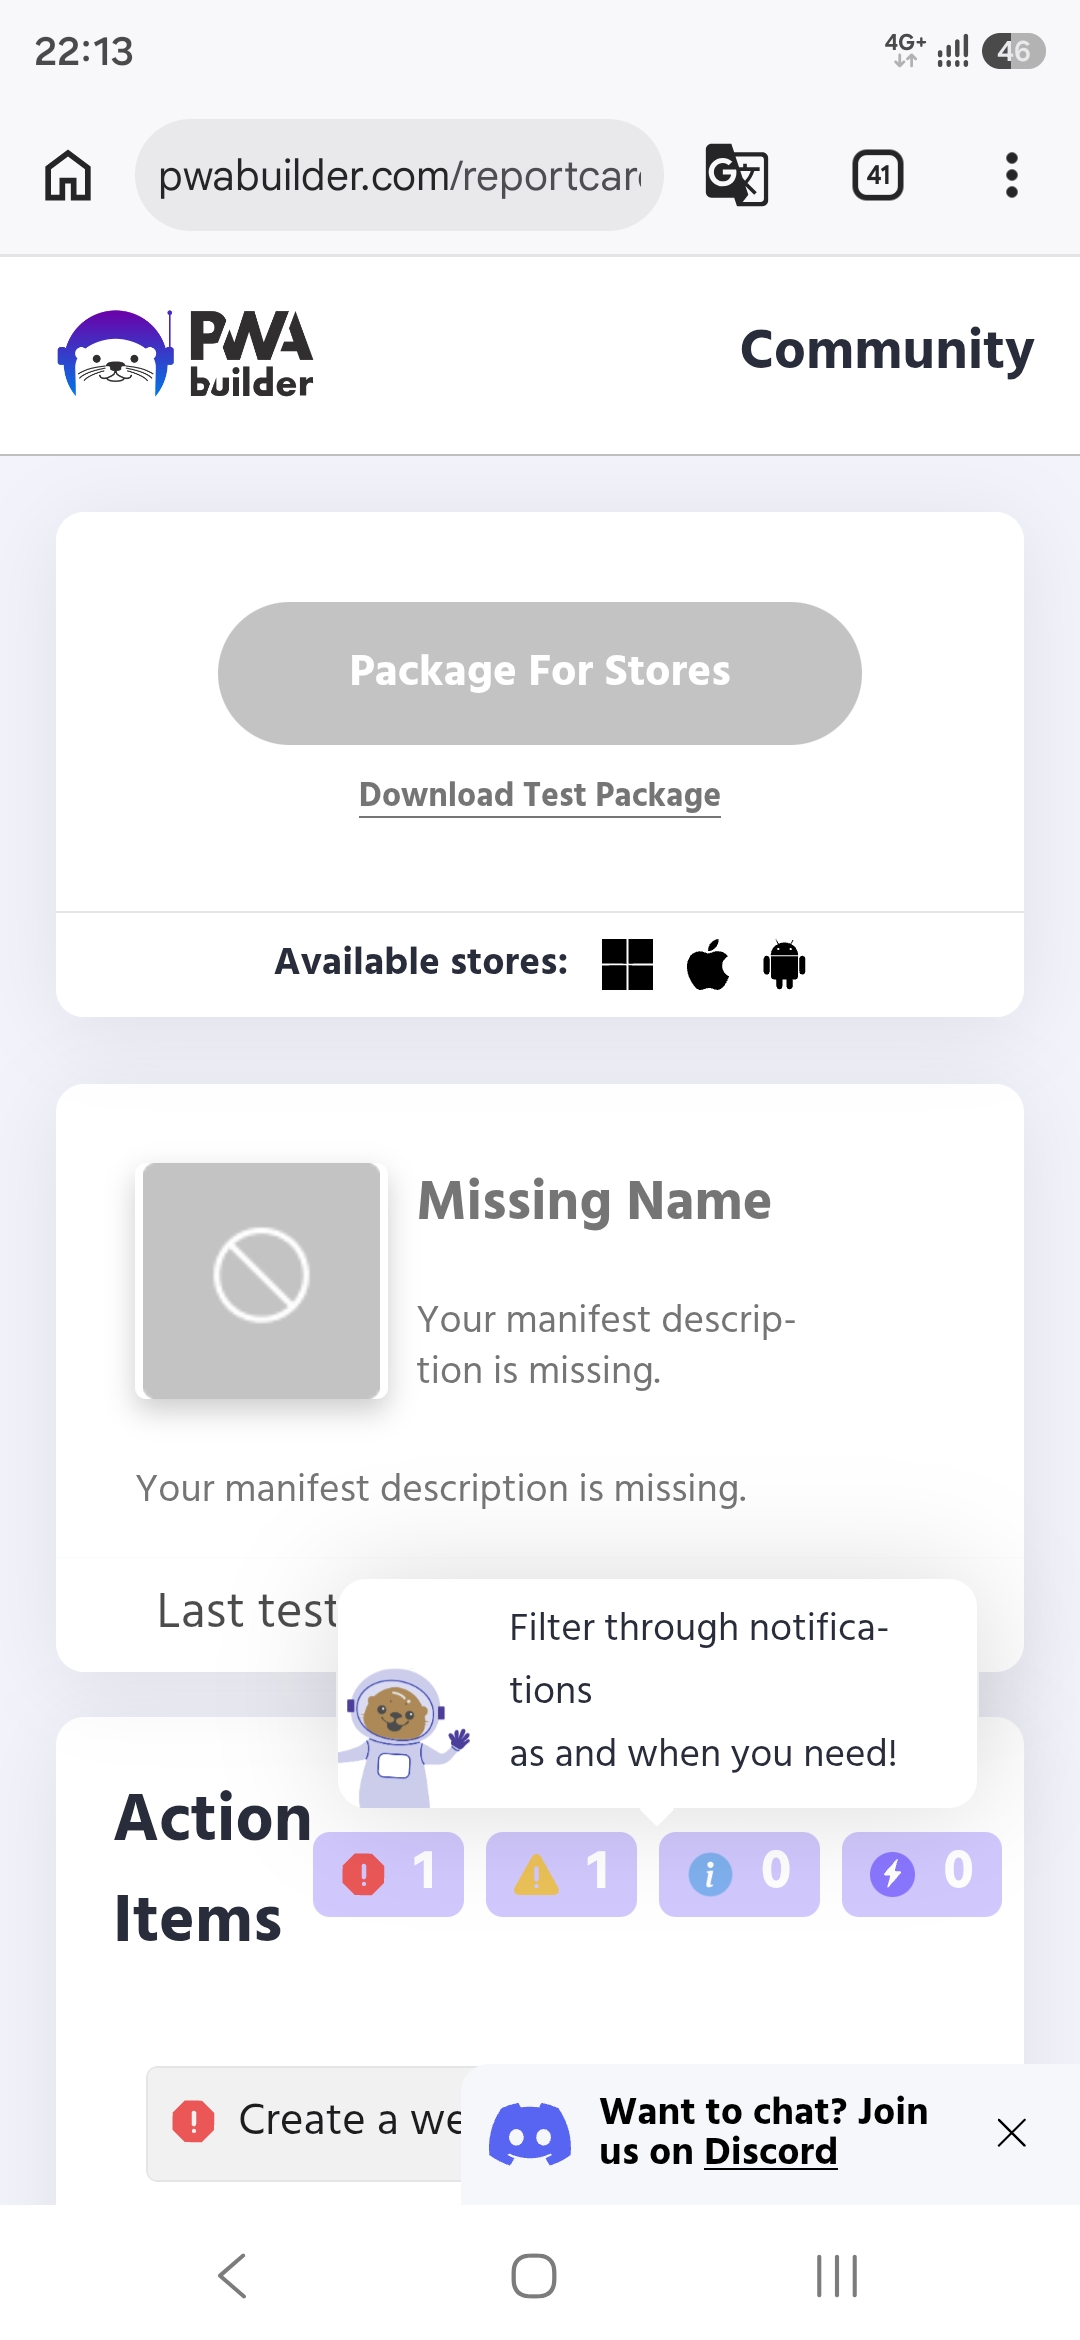 22:13
4G+
46
pwabuilder.com/reportcar
41
PWA
builder
Community
Package For Stores
Download Test Package
Available stores:
Missing Name
Your manifest descrip-
tion is missing.
Your manifest description is missing.
Last test
Filter through notifica-
tions
as and when you need!
Action
Items
1
1
0
0
Create a we
Want to chat? Join
us on Discord